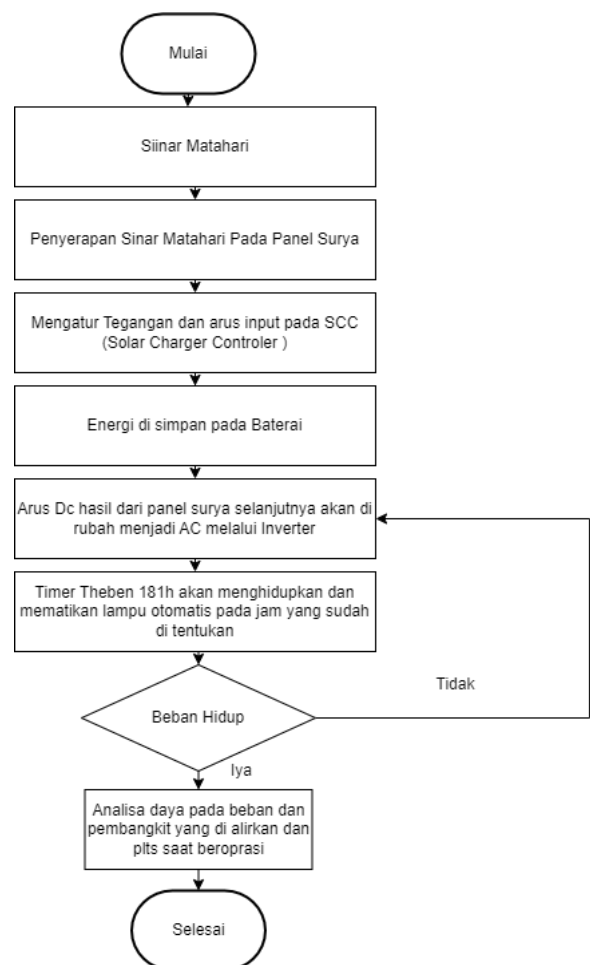 Mulai
Siinar Matahari
Penyerapan Sinar Matahari Pada Panel Surya
Mengatur Tegangan dan arus input pada SCC
(Solar Charger Controler )
Energi di simpan pada Baterai
Arus Dc hasil dari panel surya selanjutnya akan di
rubah menjadi AC melalui Inverter
Timer Theben 181h akan menghidupkan dan
mematikan lampu otomatis pada jam yang sudah
di tentukan
Tidak
Beban Hidup
Iya
Analisa daya pada beban dan
pembangkit yang di alirkan dan
plts saat beroprasi
Selesai